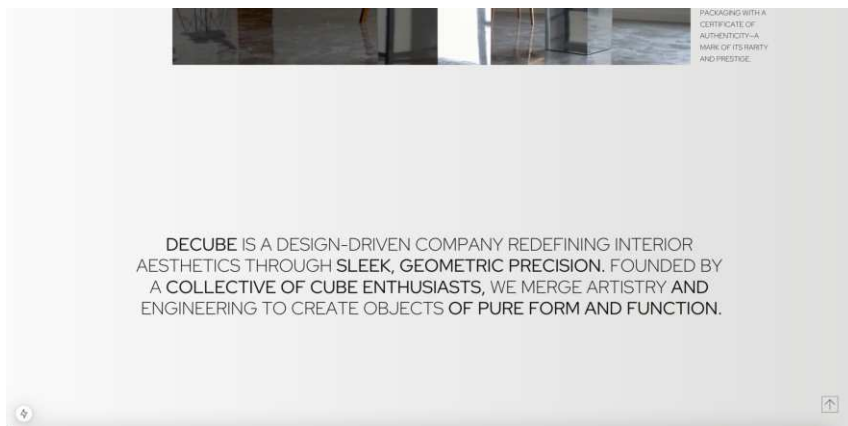 PACKAGING WITH A
CERTIFICATE OF
AUTHENTICITY—A
MARK OF ITS RARITY
AND PRESTIGE.
DECUBE IS A DESIGN-DRIVEN COMPANY REDEFINING INTERIOR
AESTHETICS THROUGH SLEEK, GEOMETRIC PRECISION. FOUNDED BY
A COLLECTIVE OF CUBE ENTHUSIASTS, WE MERGE ARTISTRY AND
ENGINEERING TO CREATE OBJECTS OF PURE FORM AND FUNCTION.